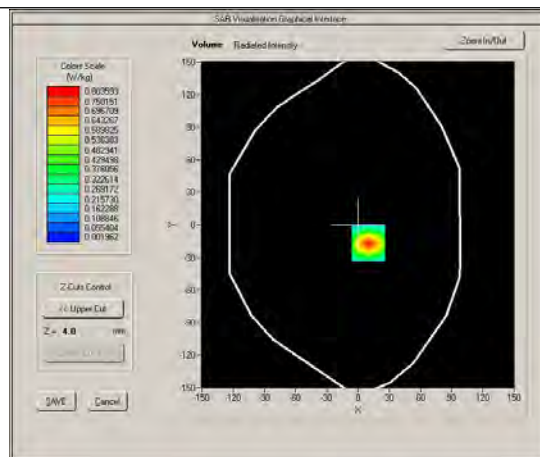 SAR Visualisation Graphical Interface
Volume Radiated Intensity
Zoom In/Out
Colour Scale
(W/kg)
0.803593
0.750151
0.696709
0.643267
0.589825
0.536383
0.482941
0.429498
0.376056
0.322614
0.269172
0.215730
0.162288
0.108846
0.055404
0.001962
150
120
90
60
30
0
-30
-60
-90
-120
-150
Y
-150 -120 -90 -60 -30 0 30 60 90 120 150
X
Z-Cuts Control
<< Upper Cut
Z = 4.0 mm
SAVE
Cancel